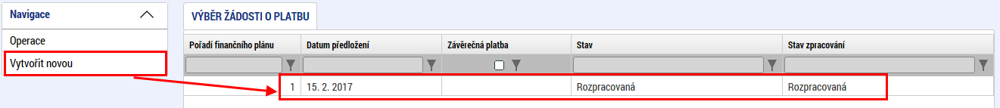 Navigace
Operace
Vytvořit novou
VÝBĚR ŽÁDOSTI O PLATBU
Pořadí finančního plánu Datum předložení Závěrečná platba Stav Stav zpracování
1 15. 2. 2017 Rozpracovaná Rozpracovaná